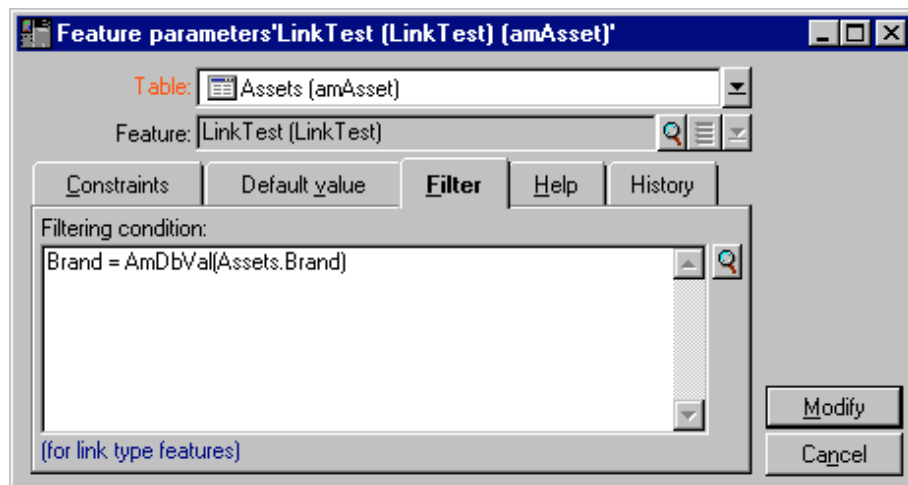 Feature parameters'LinkTest (LinkTest) (amAsset)'
Table: Assets (amAsset)
Feature: LinkTest (LinkTest)
Constraints Default value Filter Help History
Filtering condition:
Brand = AmDbVal(Assets.Brand)
Modify
(for link type features)
Cancel